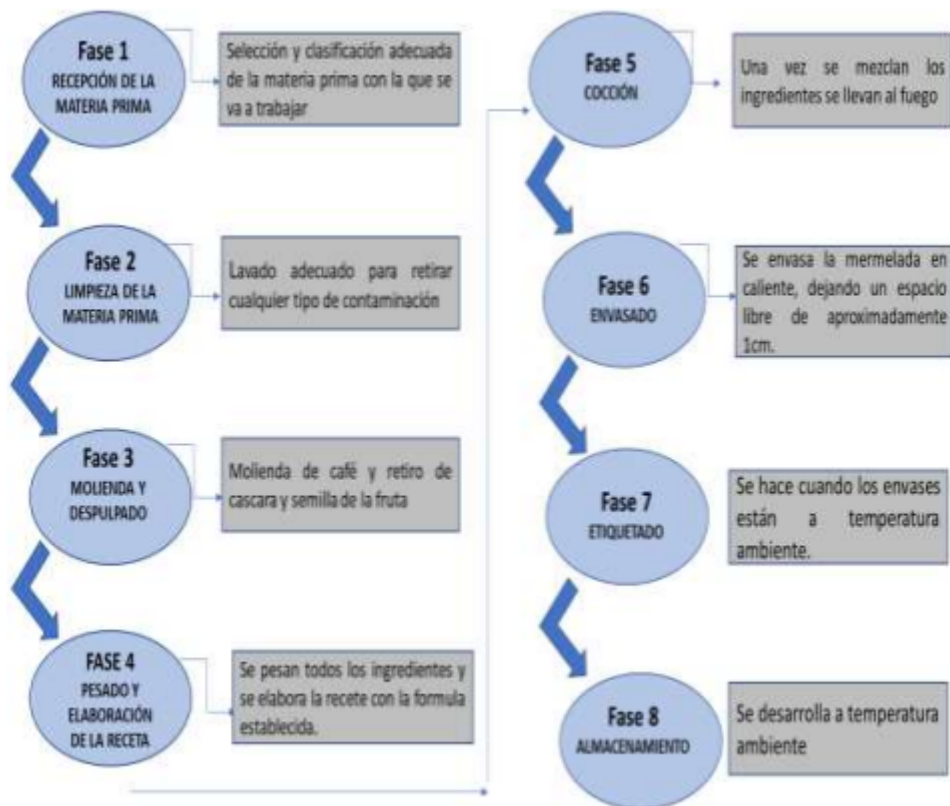 Fase 1
RECEPCIÓN DE LA
MATERIA PRIMA
Selección y clasificación adecuada
de la materia prima con la que se
va a trabajar
Fase 2
LIMPIEZA DE LA
MATERIA PRIMA
Lavado adecuado para retirar
cualquier tipo de contaminación
Fase 3
MOLIENDA Y
DESPULPADO
Molienda de café y retiro de
cascara y semilla de la fruta
FASE 4
PESADO Y
ELABORACIÓN
DE LA RECETA
Se pesan todos los ingredientes y
se elabora la recete con la formula
establecida.
Fase 5
COCCIÓN
Una vez se mezclan los
ingredientes se llevan al fuego
Fase 6
ENVASADO
Se envasa la mermelada en
caliente, dejando un espacio
libre de aproximadamente
1cm.
Fase 7
ETIQUETADO
Se hace cuando los envases
están a temperatura
ambiente.
Fase 8
ALMACENAMIENTO
Se desarrolla a temperatura
ambiente